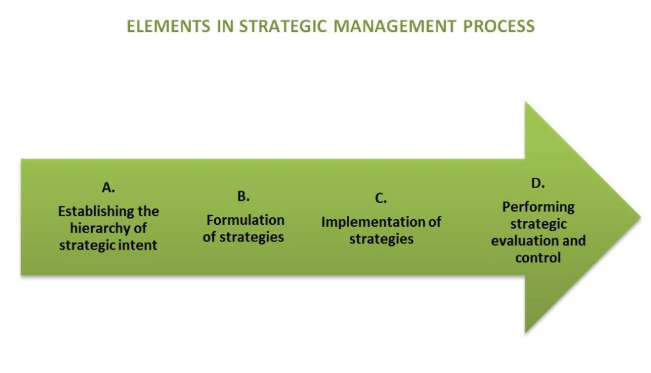 ELEMENTS IN STRATEGIC MANAGEMENT PROCESS
A.
Establishing the
hierarchy of
strategic intent
B.
Formulation
of strategies
C.
Implementation of
strategies
D.
Performing
strategic
evaluation and
control